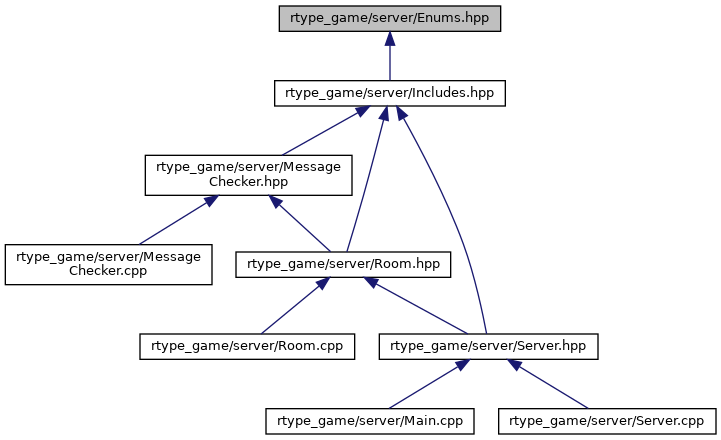 rtype_game/server/Enums.hpp
rtype_game/server/Includes.hpp
rtype_game/server/Message
Checker.hpp
rtype_game/server/Message
Checker.cpp
rtype_game/server/Room.hpp
rtype_game/server/Room.cpp
rtype_game/server/Server.hpp
rtype_game/server/Main.cpp
rtype_game/server/Server.cpp